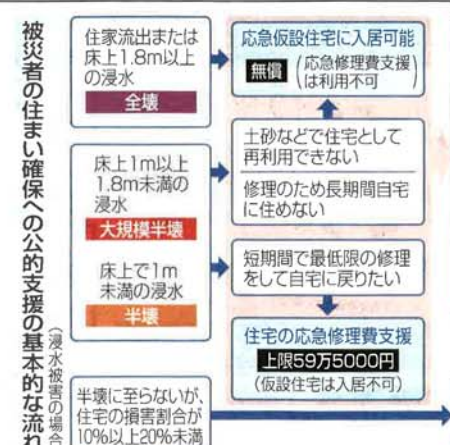 被災者の住まい確保への公的支援の基本的な流れ
(浸水被害の場合
住家流出または
床上1.8m以上
の浸水
全壊
応急仮設住宅に入居可能
無償
(応急修理費支援
は利用不可)
床上1m以上
1.8m未満の
浸水
大規模半壊
床上で1m
未満の浸水
半壊
土砂などで住宅として
再利用できない
修理のため長期間自宅
に住めない
短期間で最低限の修理
をして自宅に戻りたい
住宅の応急修理費支援
上限59万5000円
(仮設住宅は入居不可)
半壊に至らないが、
住宅の損害割合が
10%以上20%未満